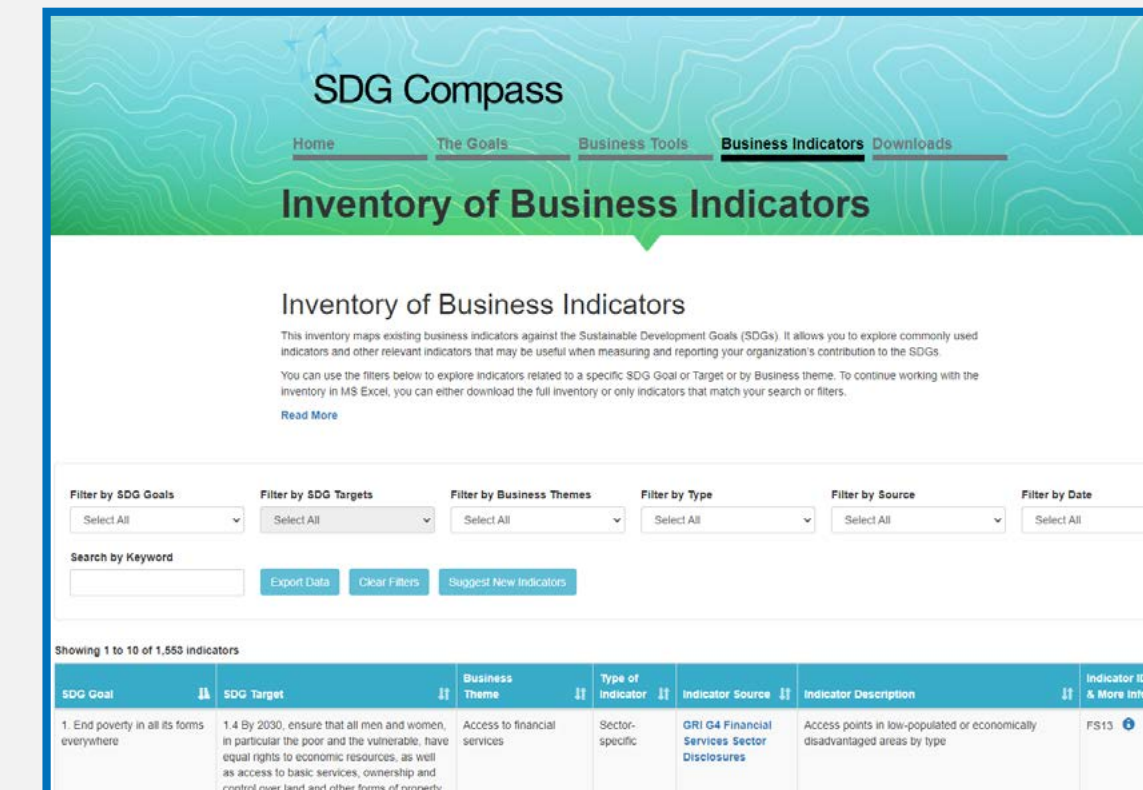 SDG Compass
Home The Goals Business Tools Business Indicators Downloads
Inventory of Business Indicators
Inventory of Business Indicators
This inventory maps existing business indicators against the Sustainable Development Goals (SDGs). It allows you to explore commonly used
indicators and other relevant indicators that may be useful when measuring and reporting your organization's contribution to the SDGs.
You can use the filters below to explore indicators related to a specific SDG Goal or Target or by Business theme. To continue working with the
inventory in MS Excel, you can either download the full inventory or only indicators that match your search or filters.
Read More
Filter by SDG Goals Filter by SDG Targets Filter by Business Themes Filter by Type Filter by Source Filter by Date
Select All Select All Select All Select All Select All Select All
Search by Keyword
Export Data Clear Filters Suggest New Indicators
Showing 1 to 10 of 1,553 indicators
SDG Goal SDG Target Business Theme Type of Indicator Indicator Source Indicator Description Indicator ID & More Info
1. End poverty in all its forms
everywhere
1.4 By 2030, ensure that all men and women,
in particular the poor and the vulnerable, have
equal rights to economic resources, as well
as access to basic services, ownership and
control over land and other forms of property
Access to financial
services
Sector-
specific
GRI G4 Financial
Services Sector
Disclosures
Access points in low-populated or economically
disadvantaged areas by type
FS13